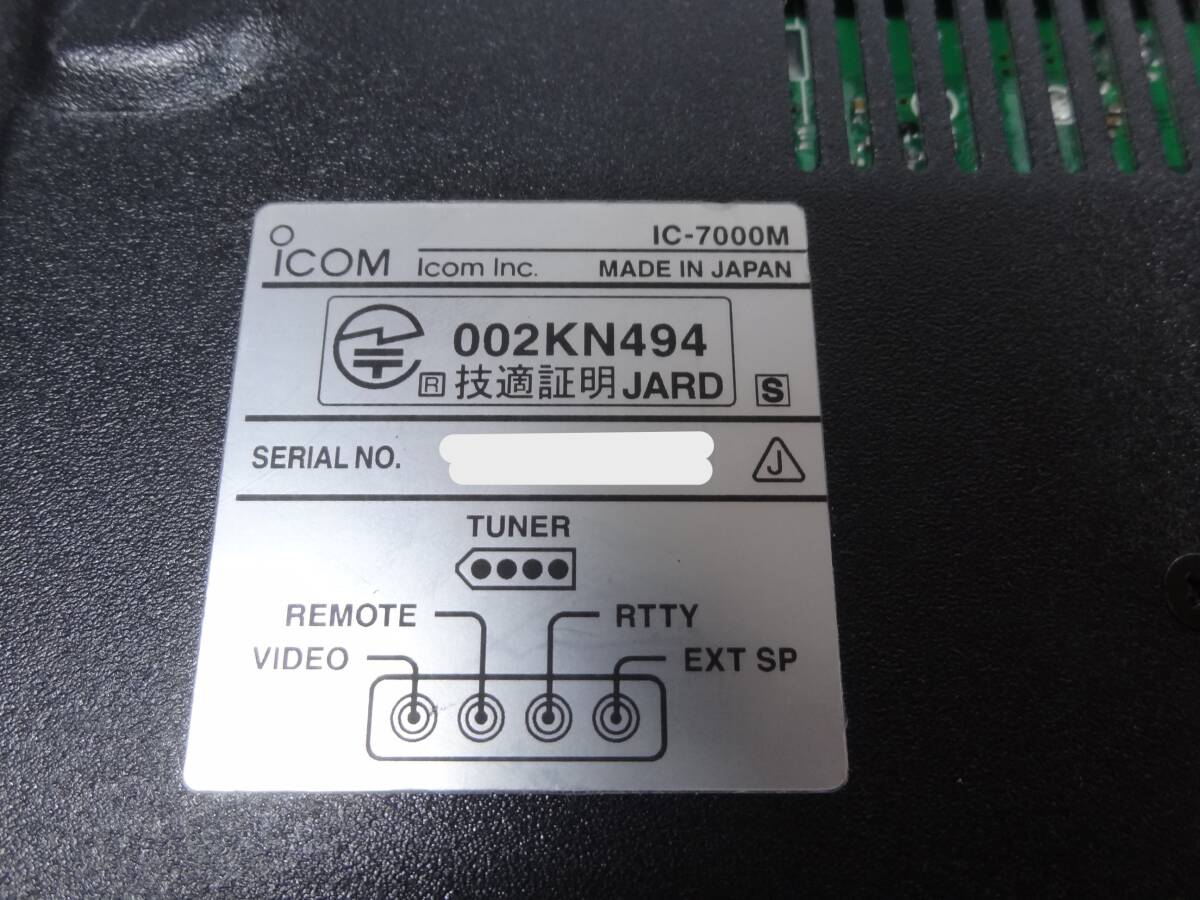 IC-7000M
ICOM Icom Inc. MADE IN JAPAN
002KN494
R 技適証明 JARD S
SERIAL NO. J
TUNER
REMOTE RTTY
VIDEO EXT SP